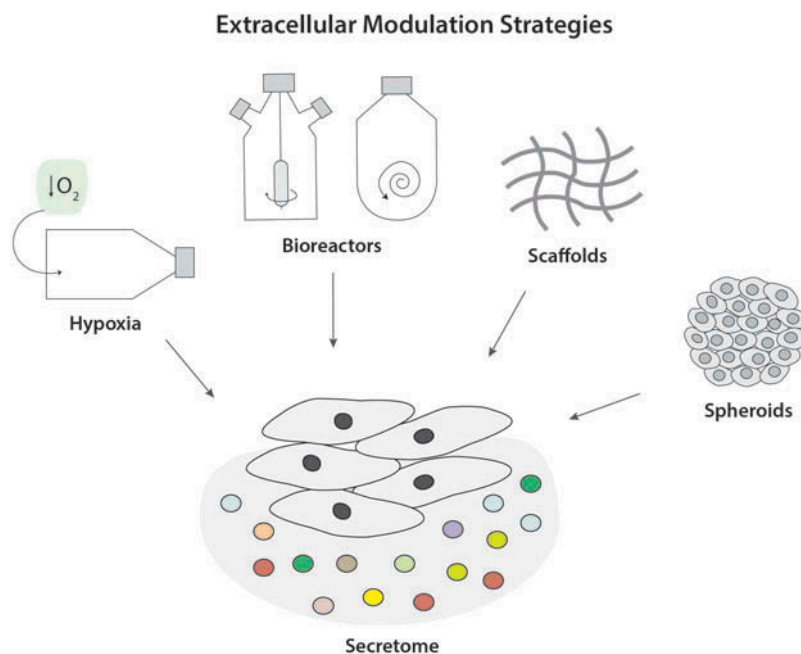 Extracellular Modulation Strategies
↓O₂
Hypoxia
Bioreactors
Scaffolds
Spheroids
Secretome